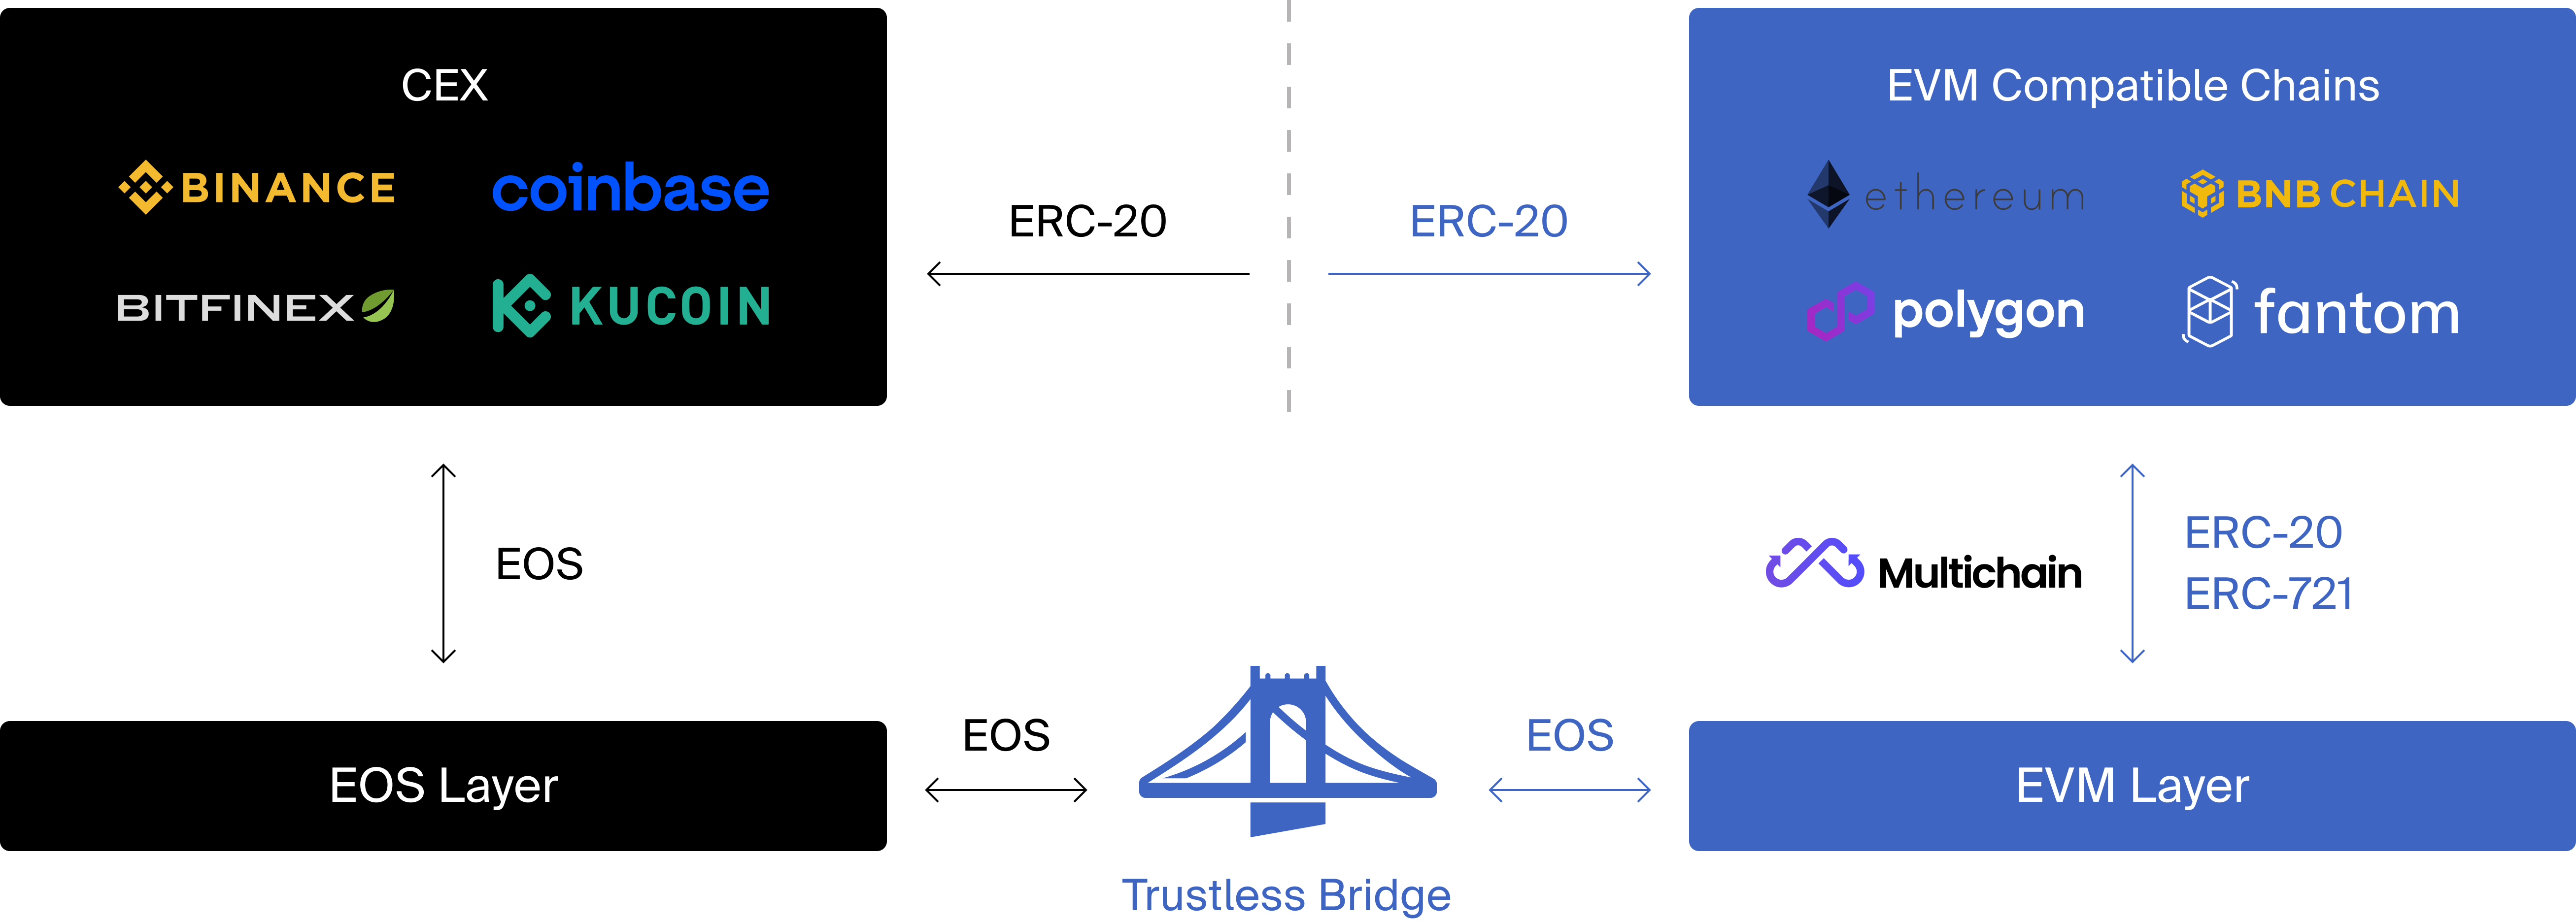 CEX
BINANCE
coinbase
BITFINEX
KUCOIN
ERC-20
ERC-20
EVM Compatible Chains
ethereum
BNB CHAIN
polygon
fantom
EOS
Multichain
ERC-20
ERC-721
EOS Layer
EOS
EOS
EVM Layer
Trustless Bridge